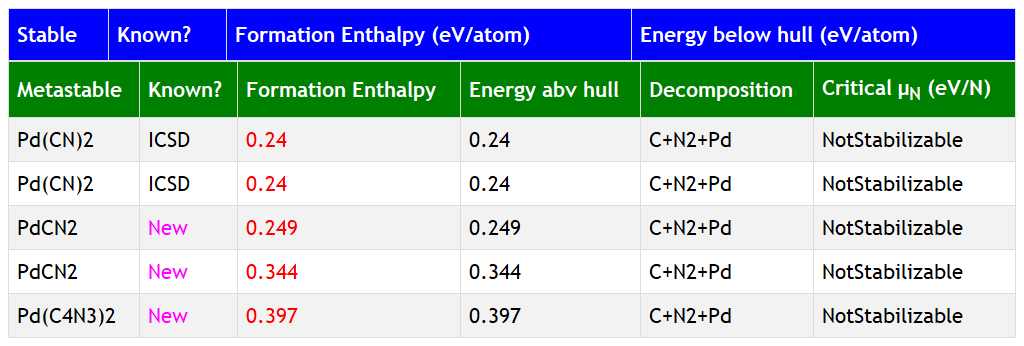 Stable Known? Formation Enthalpy (eV/atom) Energy below hull (eV/atom)
Metastable Known? Formation Enthalpy Energy abv hull Decomposition Critical μN (eV/N)
Pd(CN)2 ICSD 0.24 0.24 C+N2+Pd NotStabilizable
Pd(CN)2 ICSD 0.24 0.24 C+N2+Pd NotStabilizable
PdCN2 New 0.249 0.249 C+N2+Pd NotStabilizable
PdCN2 New 0.344 0.344 C+N2+Pd NotStabilizable
Pd(C4N3)2 New 0.397 0.397 C+N2+Pd NotStabilizable